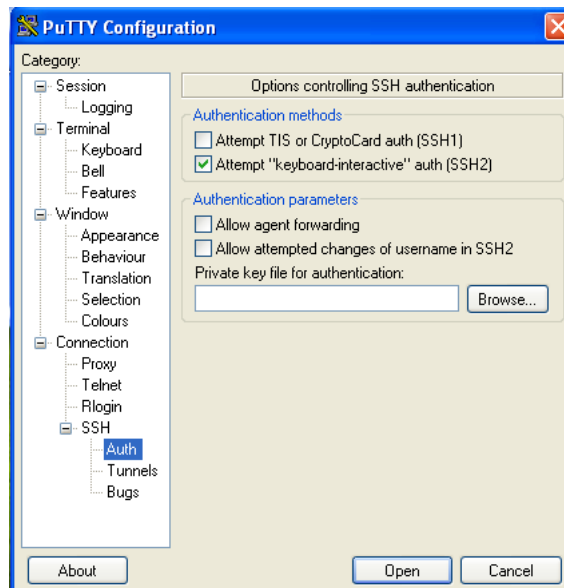 PuTTY Configuration
Category:
Session
Logging
Terminal
Keyboard
Bell
Features
Window
Appearance
Behaviour
Translation
Selection
Colours
Connection
Proxy
Telnet
Rlogin
SSH
Auth
Tunnels
Bugs
Options controlling SSH authentication
Authentication methods
Attempt TIS or CryptoCard auth (SSH1)
Attempt "keyboard-interactive" auth (SSH2)
Authentication parameters
Allow agent forwarding
Allow attempted changes of username in SSH2
Private key file for authentication:
Browse...
About
Open
Cancel